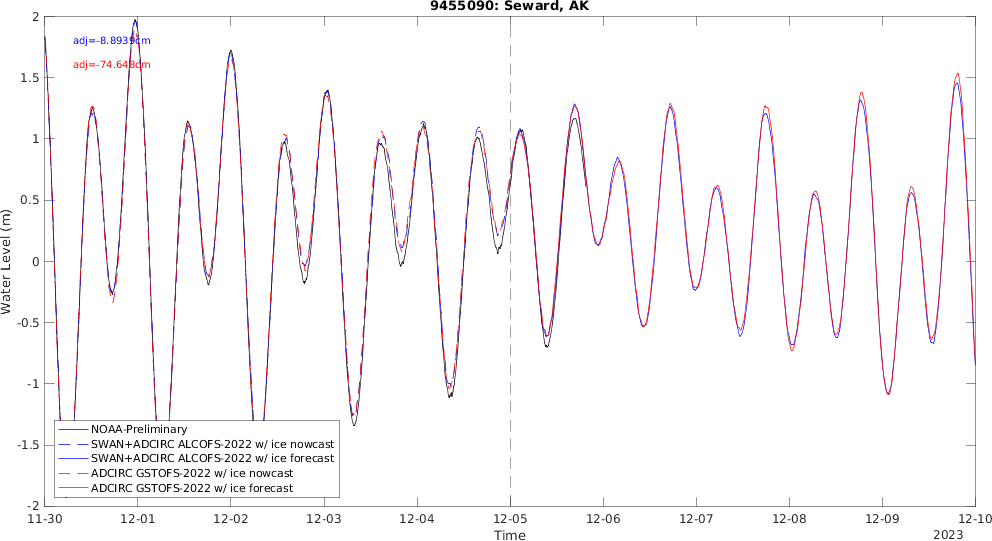 9455090: Seward, AK
adj=-8.8939cm
adj=-74.648cm
Water Level (m)
2
1.5
1
0.5
0
-0.5
-1
-1.5
-2
NOAA-Preliminary
SWAN+ADCIRC ALCOFS-2022 w/ ice nowcast
SWAN+ADCIRC ALCOFS-2022 w/ ice forecast
ADCIRC GSTOFS-2022 w/ ice nowcast
ADCIRC GSTOFS-2022 w/ ice forecast
11-30 12-01 12-02 12-03 12-04 12-05 12-06 12-07 12-08 12-09 12-10
Time
2023